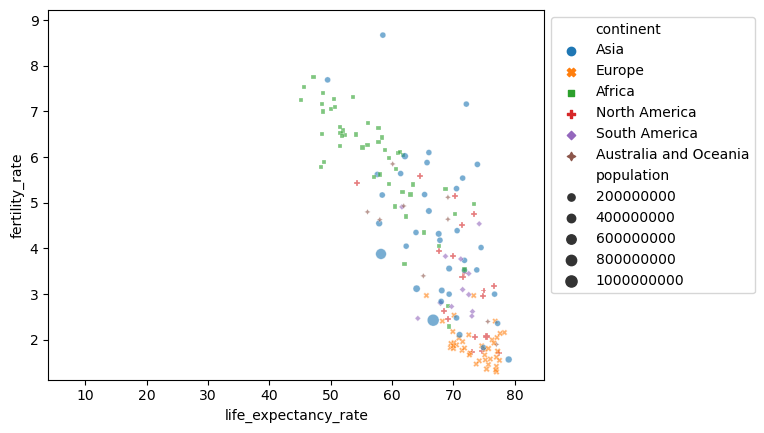 9
8
7
6
5
4
3
2
fertility_rate
10 20 30 40 50 60 70 80
life_expectancy_rate
continent
Asia
Europe
Africa
North America
South America
Australia and Oceania
population
200000000
400000000
600000000
800000000
1000000000